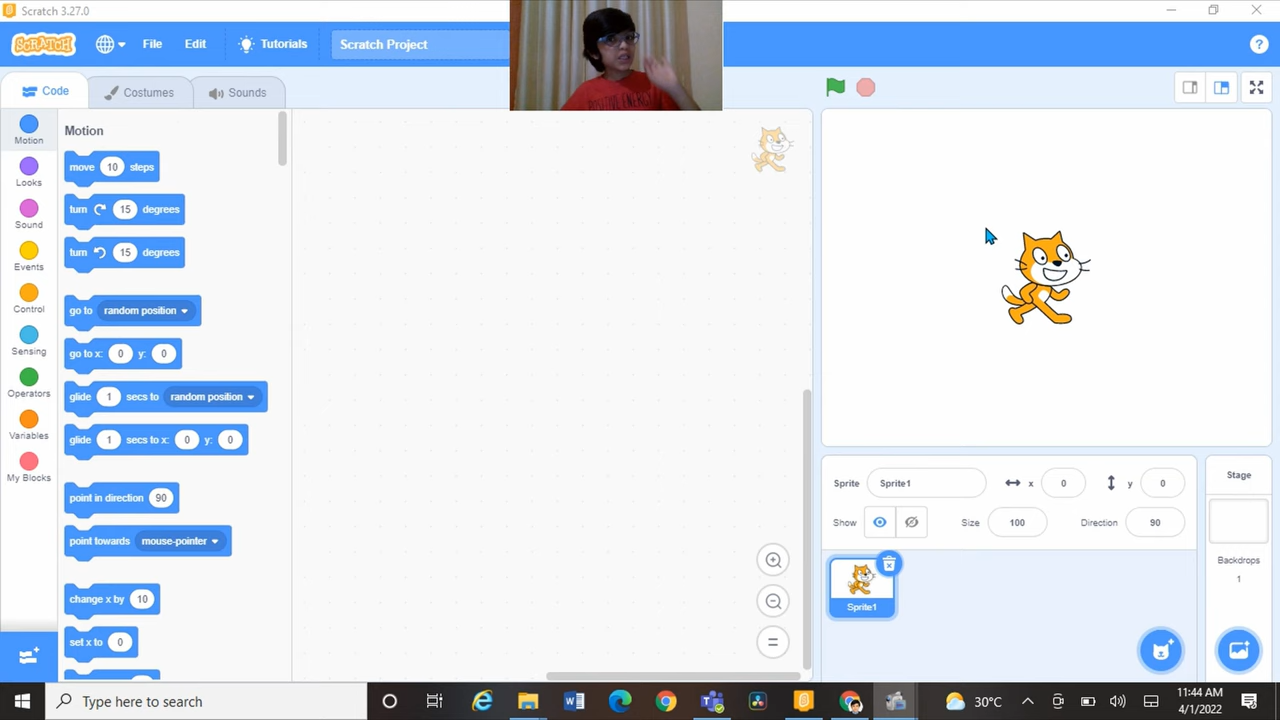 Scratch 3.27.0
SCRATCH
File
Edit
Tutorials
Scratch Project
Code
Costumes
Sounds
Motion
Looks
Sound
Events
Control
Sensing
Operators
Variables
My Blocks
Motion
move 10 steps
turn 15 degrees
turn 15 degrees
go to random position
go to x: 0 y: 0
glide 1 secs to random position
glide 1 secs to x: 0 y: 0
point in direction 90
point towards mouse-pointer
change x by 10
set x to 0
POSITIVE ENERGY
Sprite Sprite1 x 0 y 0
Show Size 100 Direction 90
Sprite1
Stage
Backdrops
1
Type here to search
30°C
11:44 AM
4/1/2022